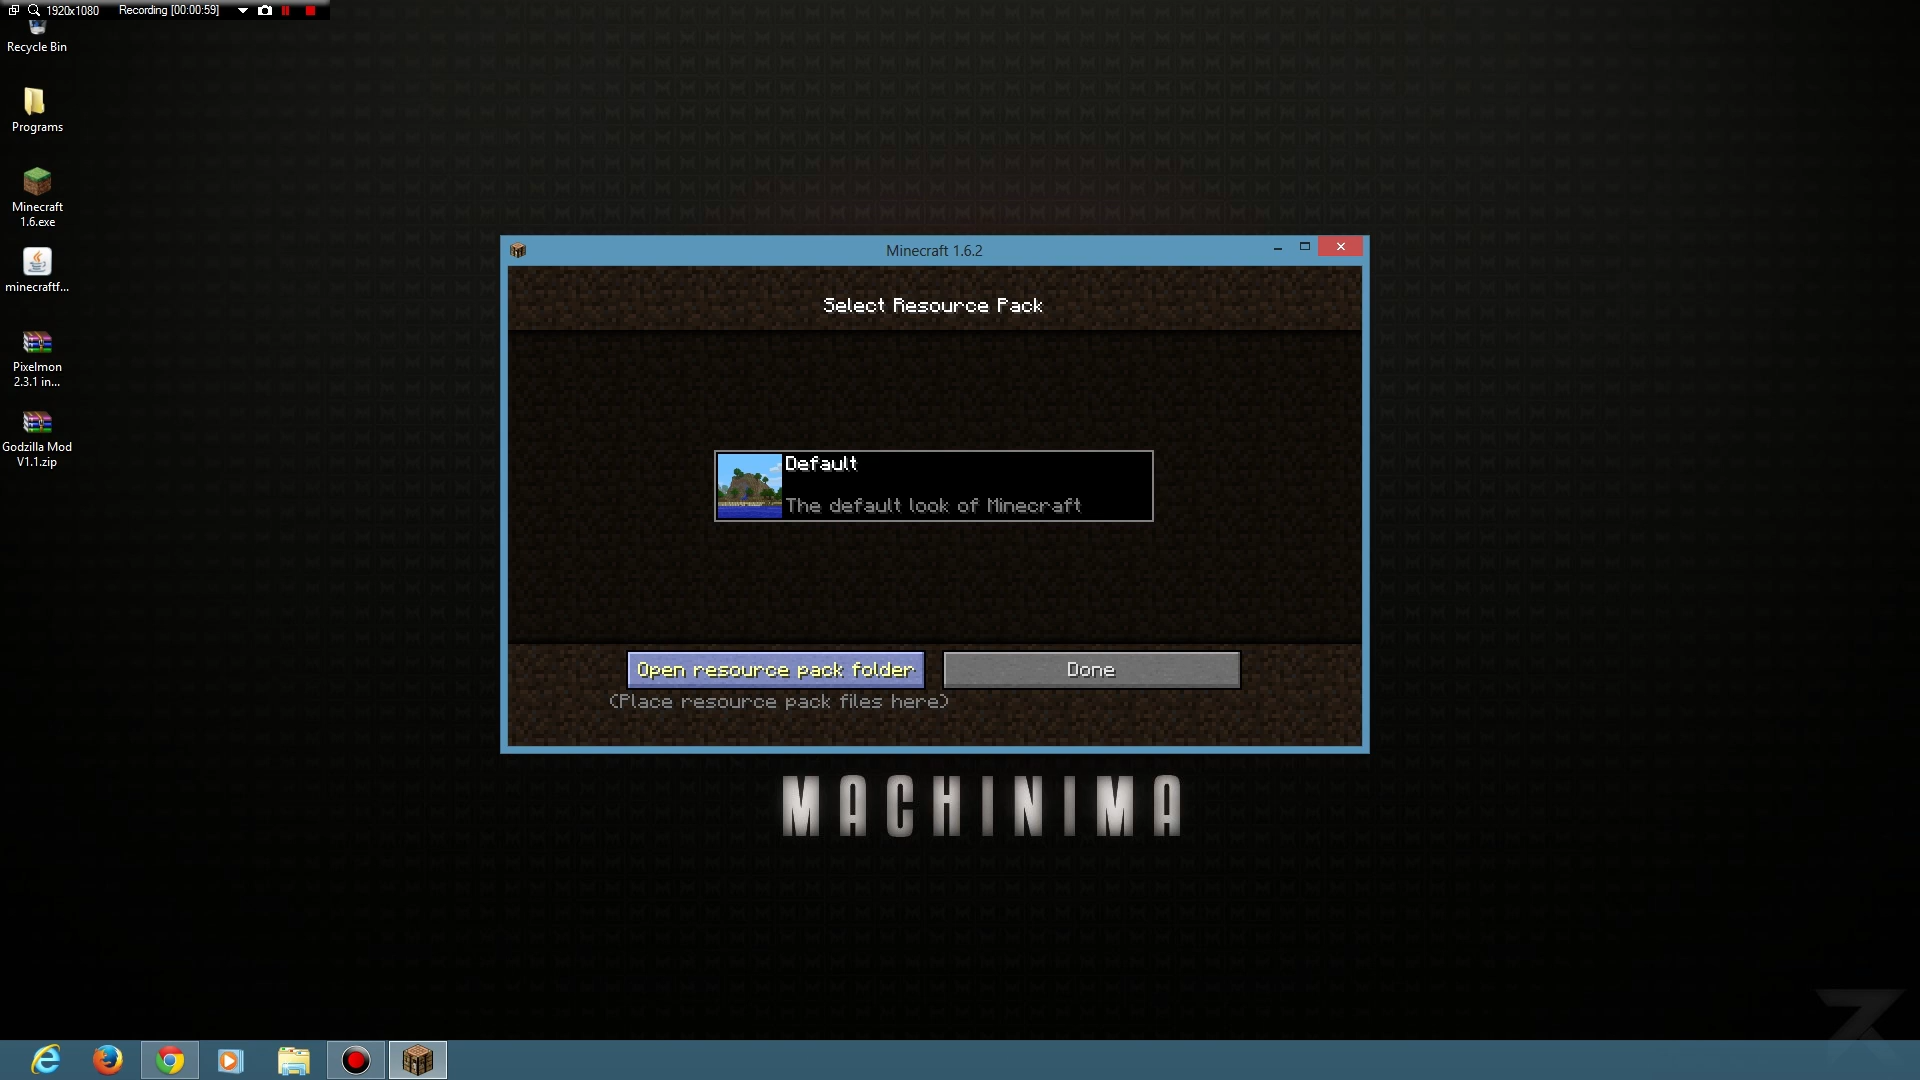 1920x1080 Recording [00:00:59]
Recycle Bin
Programs
Minecraft
1.6.exe
minecraftf...
Pixelmon
2.3.1 in...
Godzilla Mod
V1.1.zip
Minecraft 1.6.2
Select Resource Pack
Default
The default look of Minecraft
Open resource pack folder
Done
(Place resource pack files here)
MACHINIMA